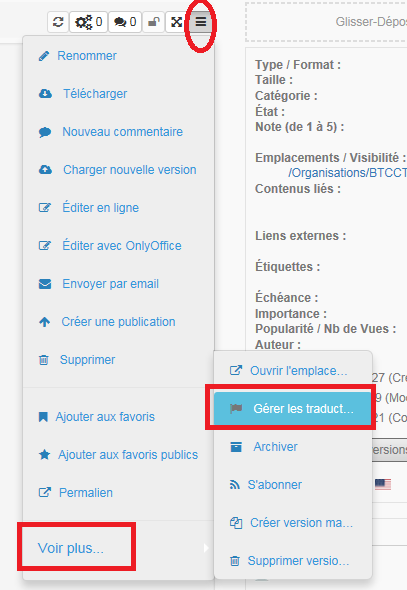 0 0
Renommer
Télécharger
Nouveau commentaire
Charger nouvelle version
Éditer en ligne
Éditer avec OnlyOffice
Envoyer par email
Créer une publication
Supprimer
Ajouter aux favoris
Ajouter aux favoris publics
Permalien
Voir plus...
Ouvrir l'emplace...
Gérer les traduct...
Archiver
S'abonner
Créer version ma...
Supprimer versio...
Glisser-Dépos
Type / Format :
Taille :
Catégorie :
État :
Note (de 1 à 5) :
Emplacements / Visibilité :
/Organisations/BTCCT
Contenus liés :
Liens externes :
Étiquettes :
Échéance :
Importance :
Popularité / Nb de Vues :
Auteur :
27 (Cré
9 (Mod
21 (Co
ersions